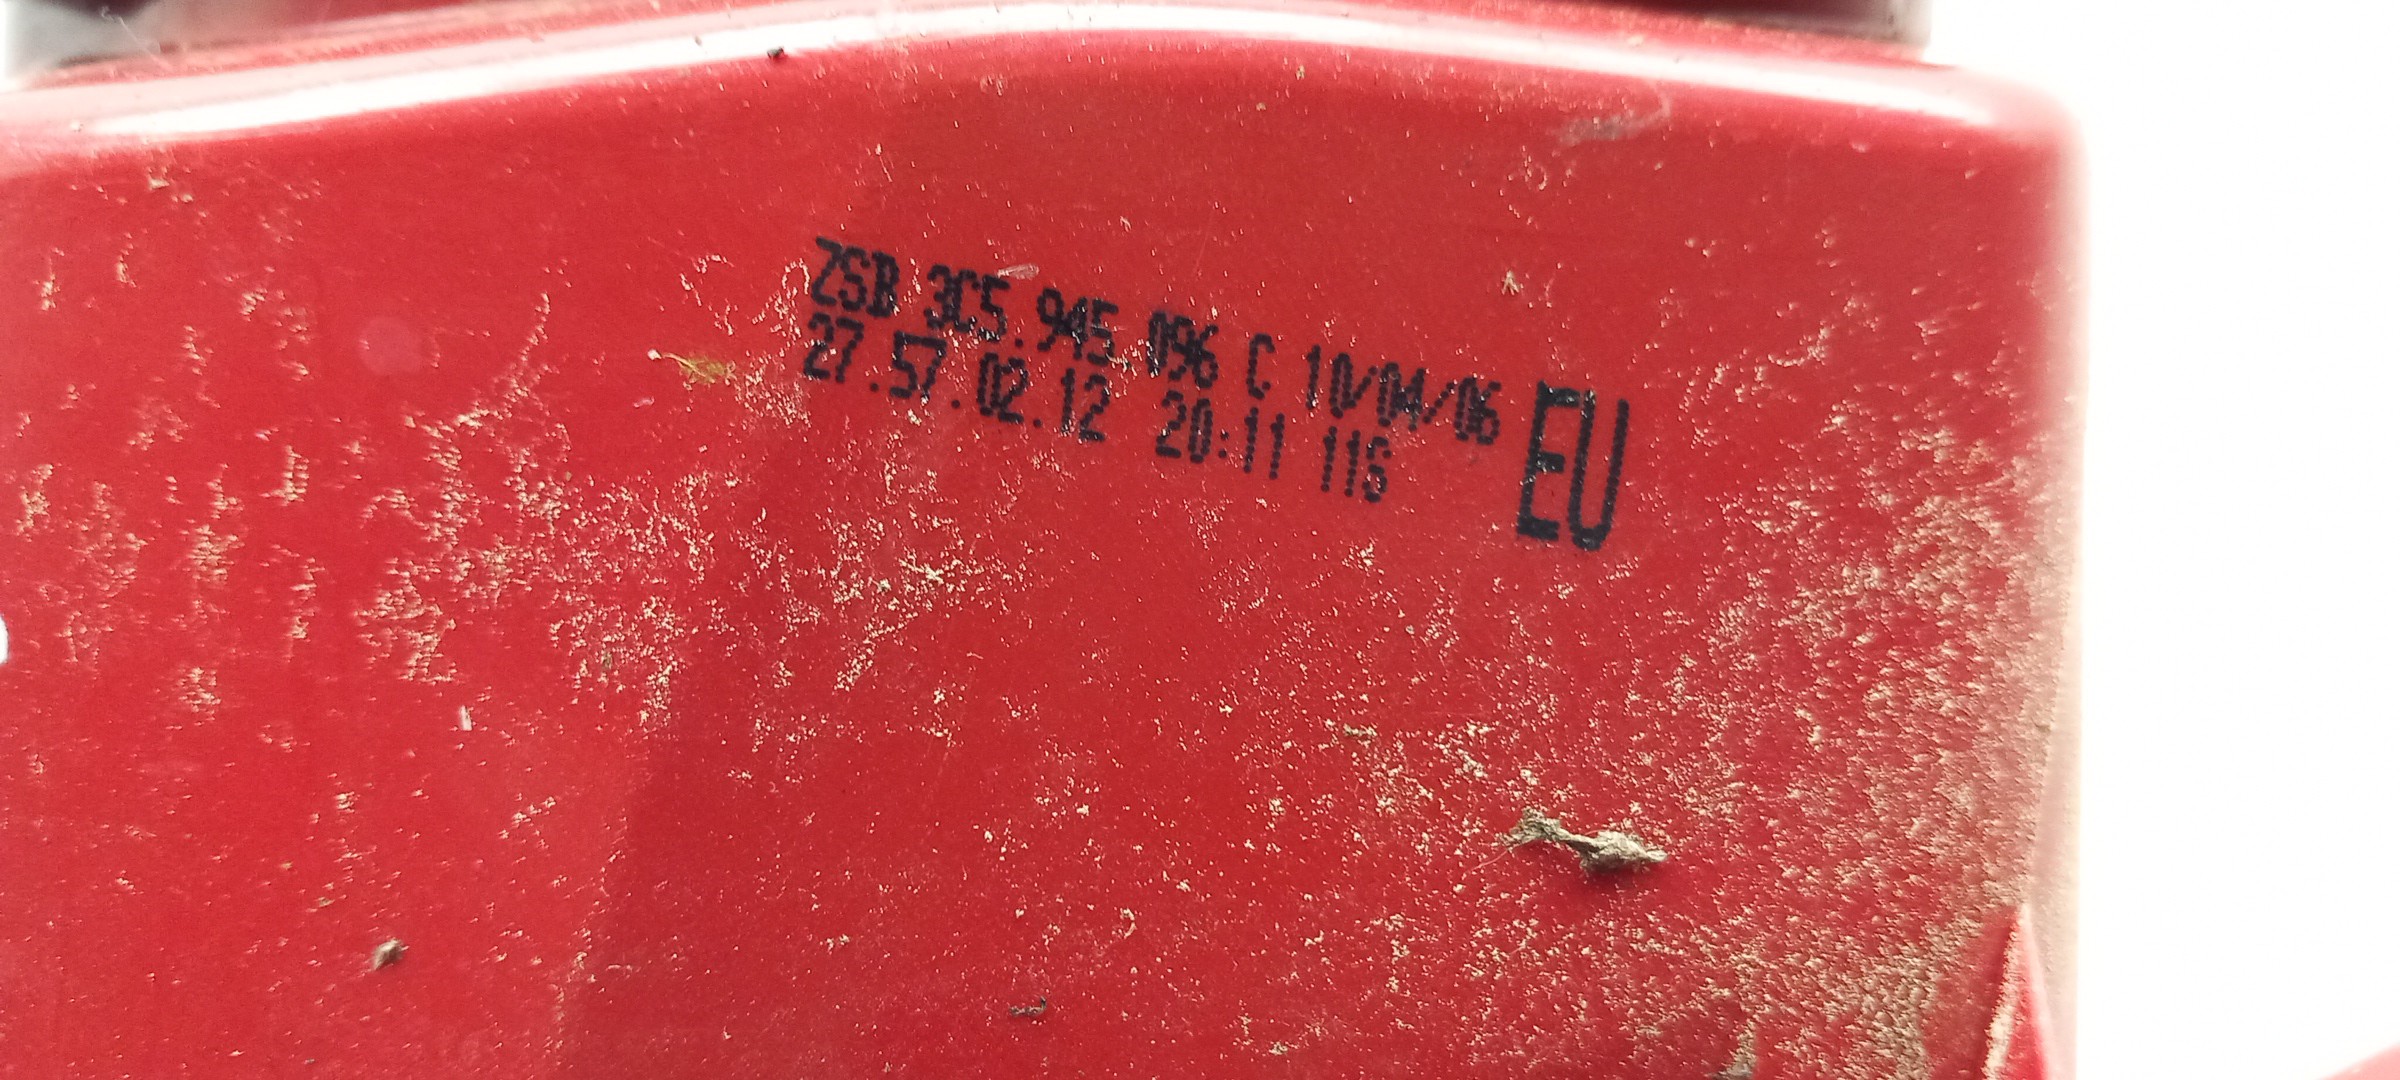 ZSB 3C5.945.096 C 10/04/06 EU
27.57.02.12 20:11 11S